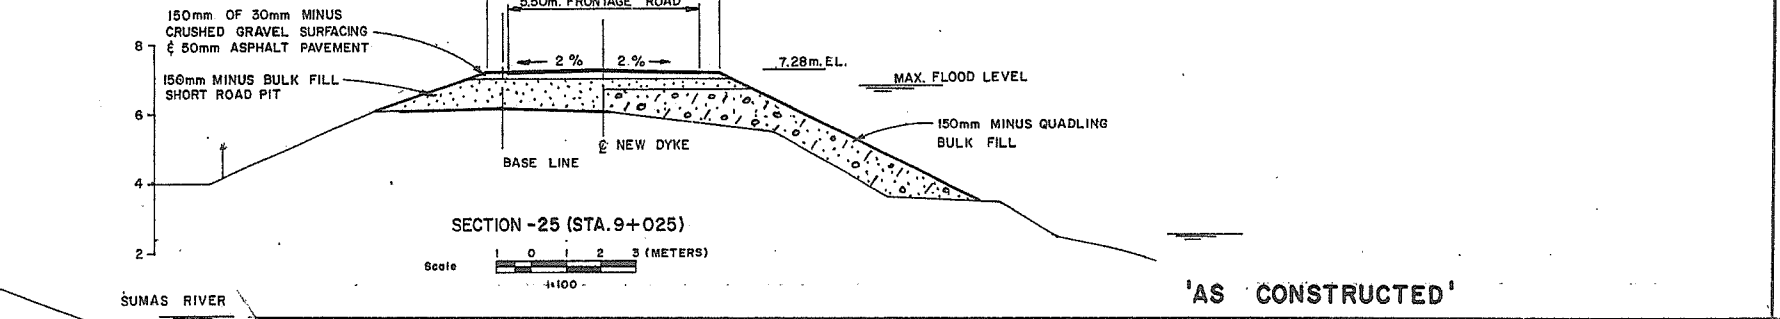 5.50m. FRONTAGE ROAD
150mm OF 30mm MINUS
CRUSHED GRAVEL SURFACING
& 50mm ASPHALT PAVEMENT
8
2 %
2 %
7.28m. EL.
MAX. FLOOD LEVEL
150mm MINUS BULK FILL
SHORT ROAD PIT
6
150mm MINUS QUADLING
BULK FILL
℄ NEW DYKE
BASE LINE
4
SECTION -25 (STA. 9+025)
2
1 0 1 2 3 (METERS)
Scale
1:100
'AS CONSTRUCTED'
SUMAS RIVER